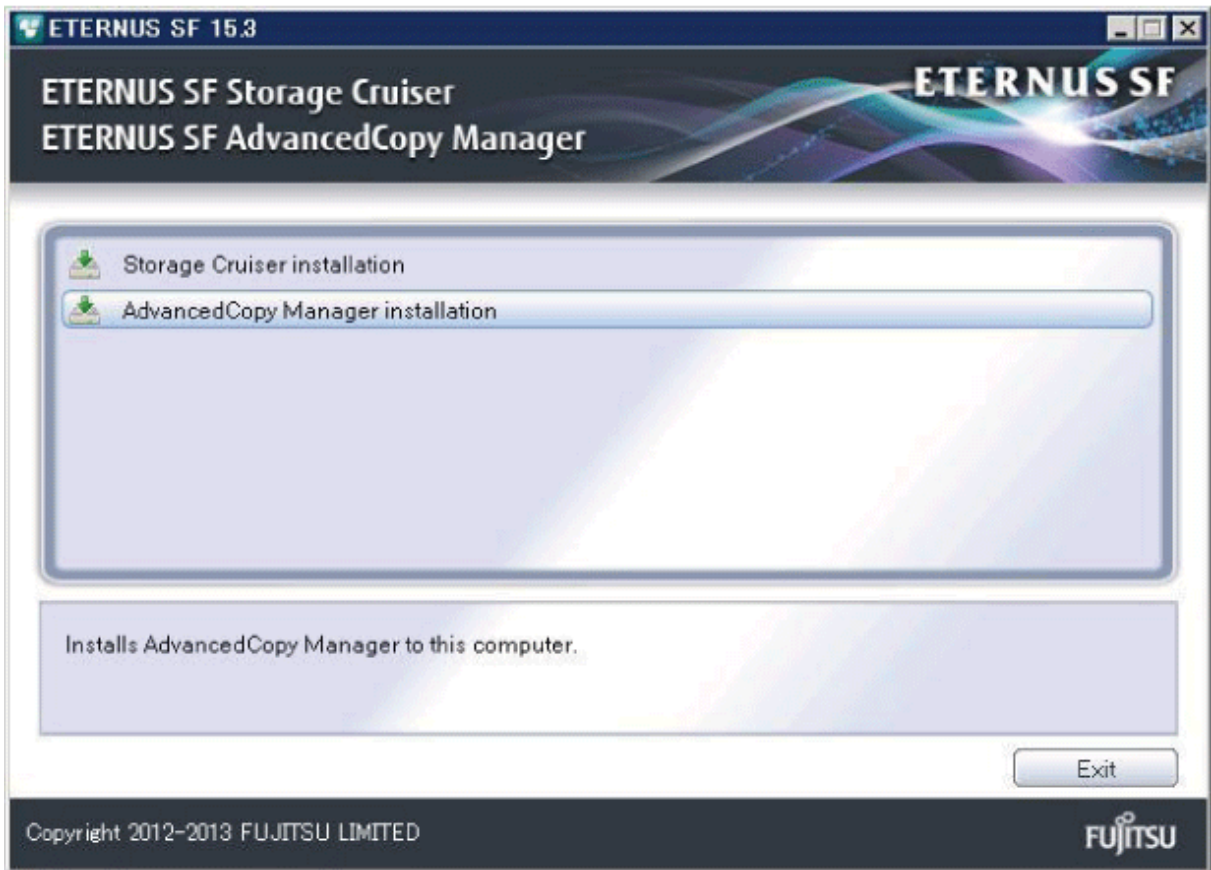 ETERNUS SF 15.3
ETERNUS SF Storage Cruiser
ETERNUS SF AdvancedCopy Manager
ETERNUS SF
Storage Cruiser installation
AdvancedCopy Manager installation
Installs AdvancedCopy Manager to this computer.
Exit
Copyright 2012-2013 FUJITSU LIMITED
FUJITSU